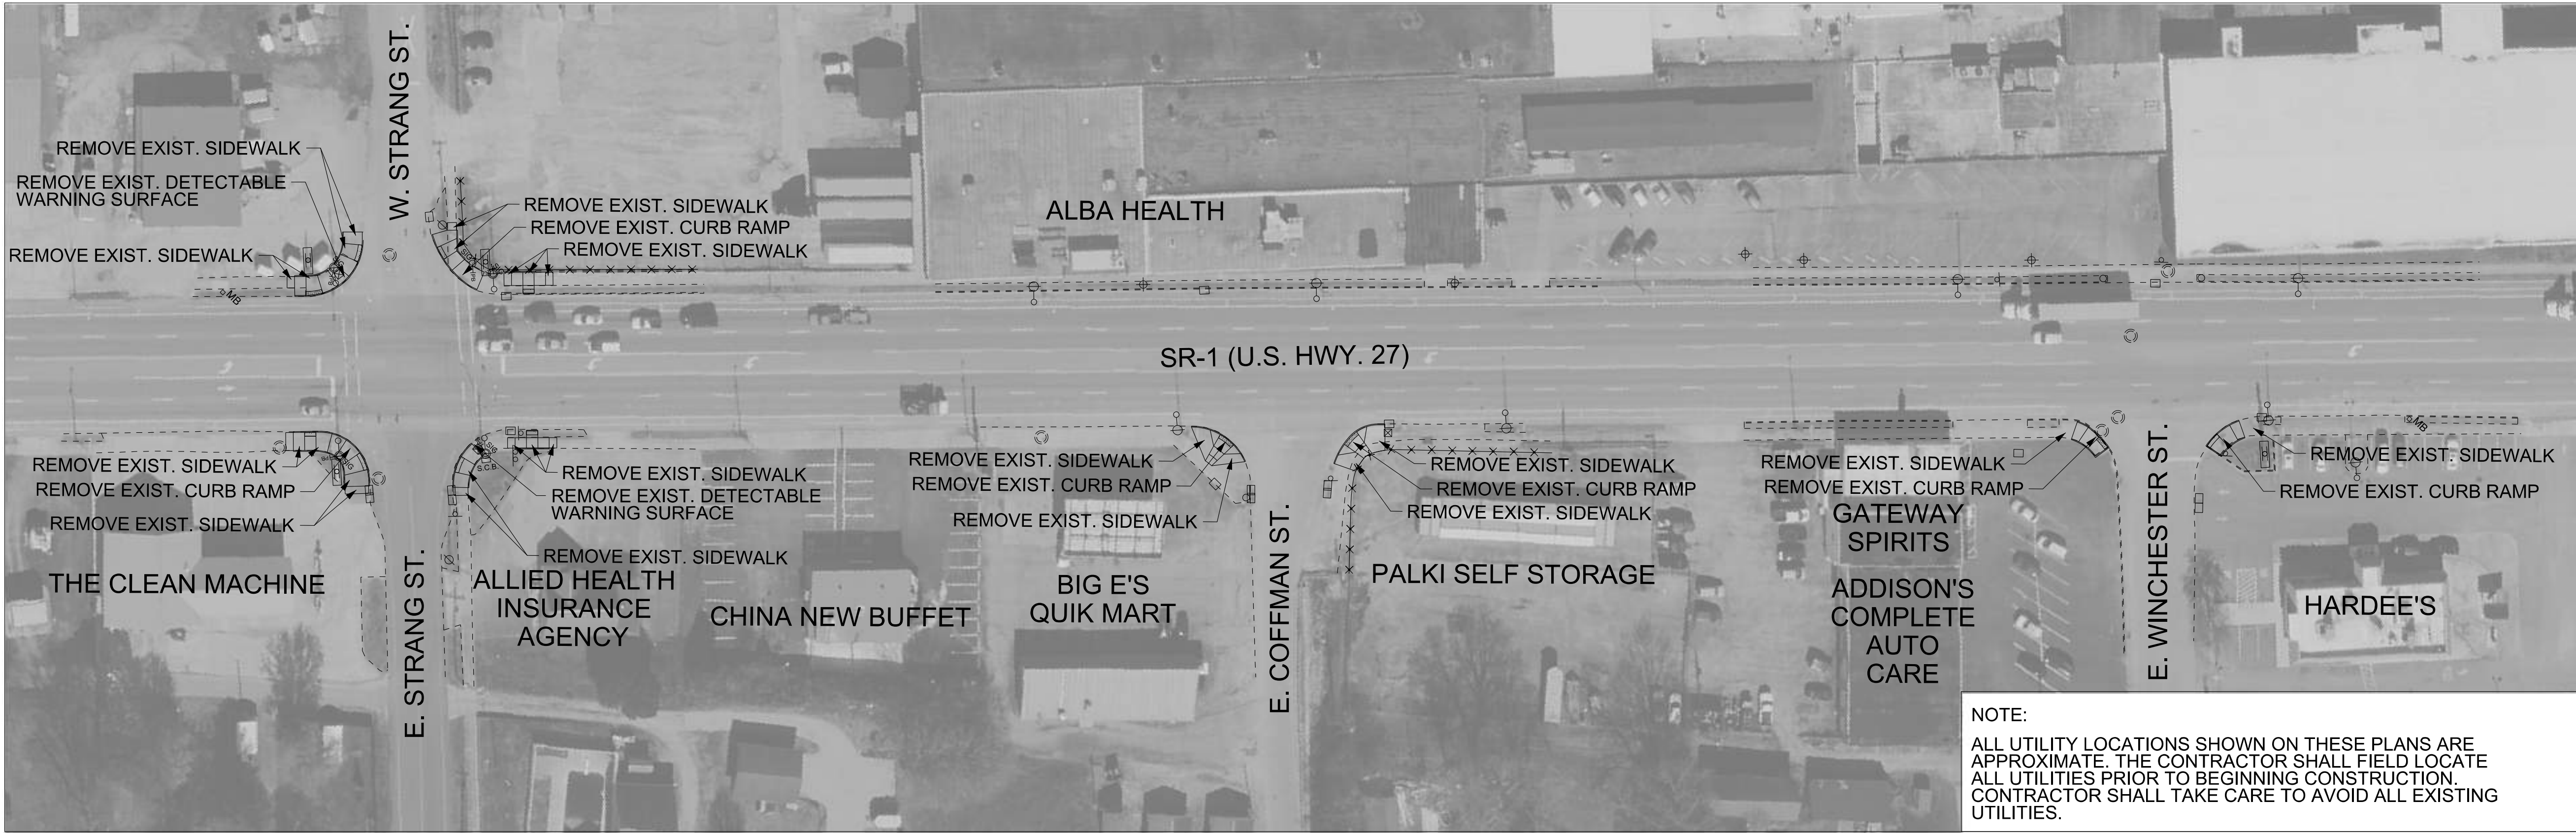 W. STRANG ST.
REMOVE EXIST. SIDEWALK
REMOVE EXIST. DETECTABLE
WARNING SURFACE
REMOVE EXIST. SIDEWALK
MB
REMOVE EXIST. SIDEWALK
REMOVE EXIST. CURB RAMP
REMOVE EXIST. SIDEWALK
ALBA HEALTH
SR-1 (U.S. HWY. 27)
REMOVE EXIST. SIDEWALK
REMOVE EXIST. CURB RAMP
REMOVE EXIST. SIDEWALK
THE CLEAN MACHINE
E. STRANG ST.
S.C.B.
REMOVE EXIST. SIDEWALK
REMOVE EXIST. DETECTABLE
WARNING SURFACE
REMOVE EXIST. SIDEWALK
ALLIED HEALTH
INSURANCE
AGENCY
CHINA NEW BUFFET
REMOVE EXIST. SIDEWALK
REMOVE EXIST. CURB RAMP
REMOVE EXIST. SIDEWALK
BIG E'S
QUIK MART
E. COFFMAN ST.
REMOVE EXIST. SIDEWALK
REMOVE EXIST. CURB RAMP
REMOVE EXIST. SIDEWALK
PALKI SELF STORAGE
REMOVE EXIST. SIDEWALK
REMOVE EXIST. CURB RAMP
GATEWAY
SPIRITS
ADDISON'S
COMPLETE
AUTO
CARE
E. WINCHESTER ST.
MB
REMOVE EXIST. SIDEWALK
REMOVE EXIST. CURB RAMP
HARDEE'S
NOTE:
ALL UTILITY LOCATIONS SHOWN ON THESE PLANS ARE
APPROXIMATE. THE CONTRACTOR SHALL FIELD LOCATE
ALL UTILITIES PRIOR TO BEGINNING CONSTRUCTION.
CONTRACTOR SHALL TAKE CARE TO AVOID ALL EXISTING
UTILITIES.